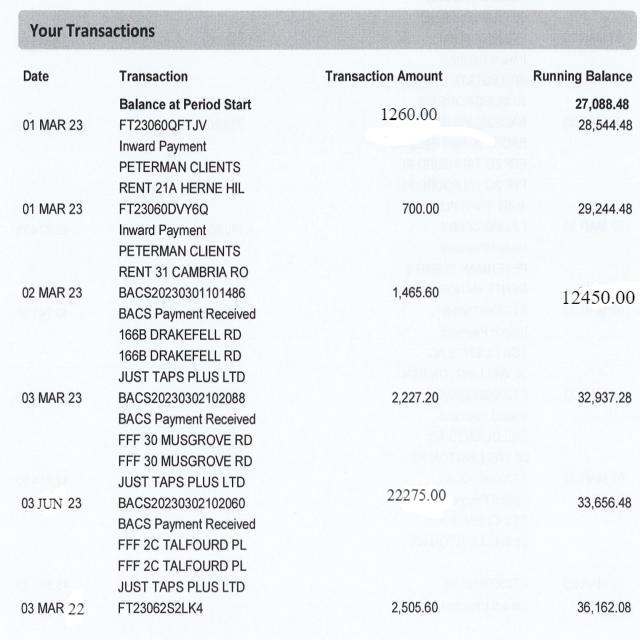 Your Transactions
Date Transaction Transaction Amount Running Balance
Balance at Period Start 27,088.48
01 MAR 23 FT23060QFTJV 1260.00 28,544.48
Inward Payment
PETERMAN CLIENTS
RENT 21A HERNE HIL
01 MAR 23 FT23060DVY6Q 700.00 29,244.48
Inward Payment
PETERMAN CLIENTS
RENT 31 CAMBRIA RO
02 MAR 23 BACS20230301101486 1,465.60 12450.00
BACS Payment Received
166B DRAKEFELL RD
166B DRAKEFELL RD
JUST TAPS PLUS LTD
03 MAR 23 BACS20230302102088 2,227.20 32,937.28
BACS Payment Received
FFF 30 MUSGROVE RD
FFF 30 MUSGROVE RD
JUST TAPS PLUS LTD
03 JUN 23 BACS20230302102060 22275.00 33,656.48
BACS Payment Received
FFF 2C TALFOURD PL
FFF 2C TALFOURD PL
JUST TAPS PLUS LTD
03 MAR 22 FT23062S2LK4 2,505.60 36,162.08